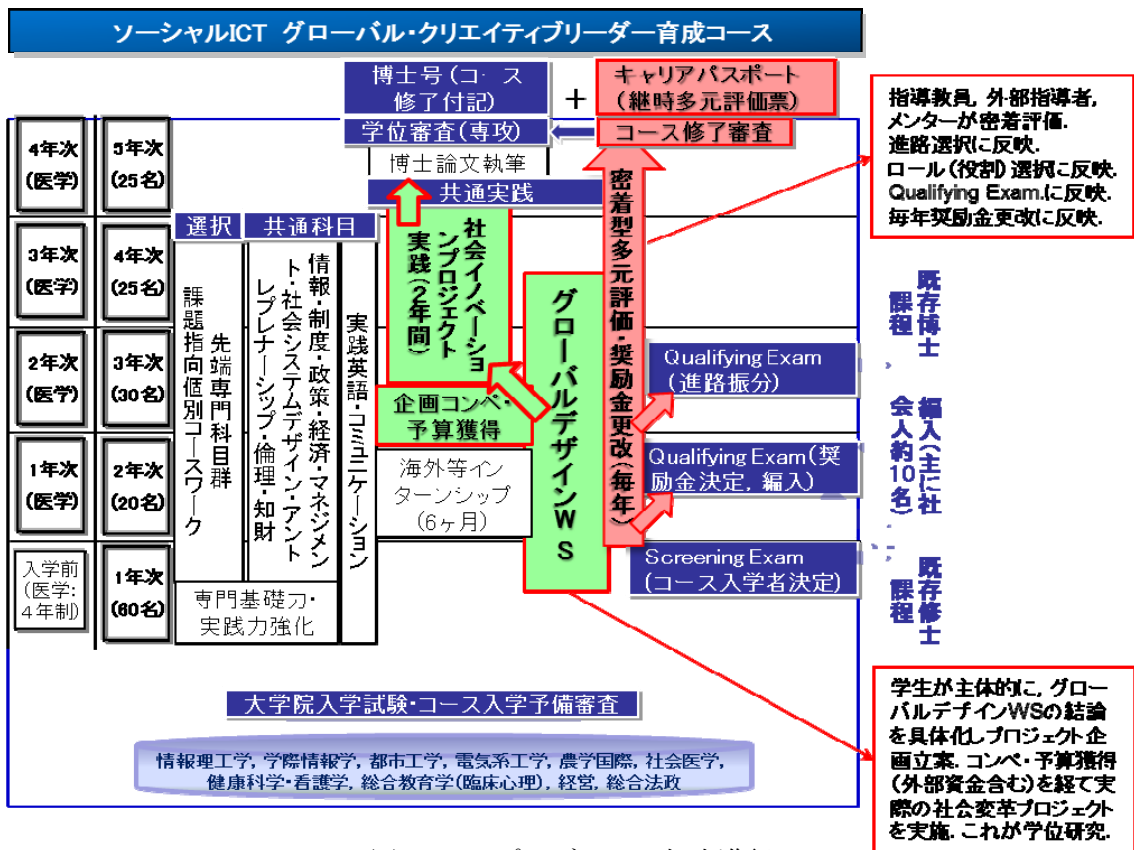 ソーシャルICT グローバル・クリエイティブリーダー育成コース
博士号(コース
修了付記)
+
キャリアパスポート
(継時多元評価票)
学位審査(専攻)
コース修了審査
博士論文執筆
共通実践
4年次
(医学)
5年次
(25名)
3年次
(医学)
4年次
(25名)
2年次
(医学)
3年次
(30名)
1年次
(医学)
2年次
(20名)
入学前
(医学:
4年制)
1年次
(60名)
選択
共通科目
先端専門科目群
課題指向個別コースワーク
情報・制度・政策・経済・マネジメン
ト・社会システムデザイン・アント
レプレナーシップ・倫理・知財
実践英語・コミュニケーション
専門基礎力・
実践力強化
社会イノベーショ
ンプロジェクト
実践(2年間)
企画コンペ・
予算獲得
海外等イン
ターンシップ
(6ヶ月)
グローバルデザインWS
密着型多元評価・奨励金更改(毎年)
Qualifying Exam
(進路振分)
Qualifying Exam(奨
励金決定, 編入)
Screening Exam
(コース入学者決定)
指導教員, 外部指導者,
メンターが密着評価.
進路選択に反映.
ロール(役割)選択に反映.
Qualifying Exam.に反映.
毎年奨励金更改に反映.
既存博士
課程
編入(主に社
会人約10名)
既存修士
課程
学生が主体的に, グロー
バルデザインWSの結論
を具体化しプロジェクト企
画立案. コンペ・予算獲得
(外部資金含む)を経て実
際の社会変革プロジェクト
を実施. これが学位研究.
大学院入学試験・コース入学予備審査
情報理工学, 学際情報学, 都市工学, 電気系工学, 農学国際, 社会医学,
健康科学・看護学, 総合教育学(臨床心理), 経営, 総合法政